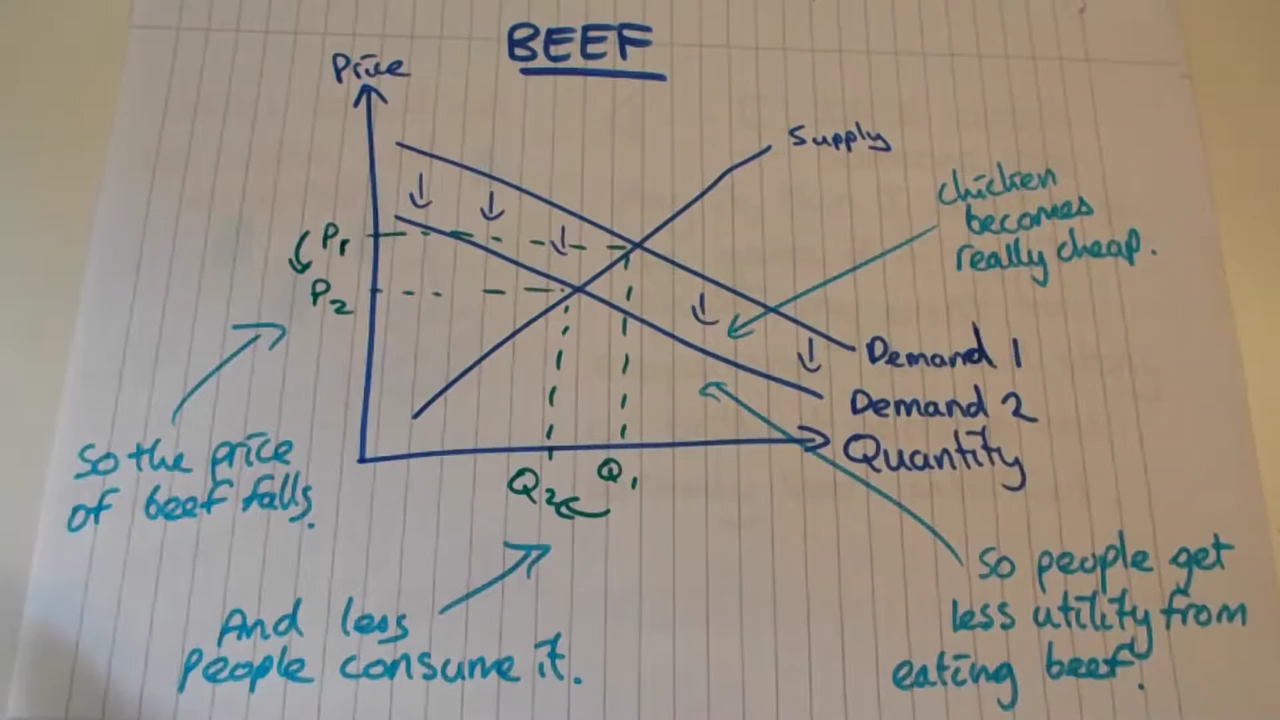 BEEF
Price
Supply
chicken
becomes
really cheap.
P1
P2
Demand 1
Demand 2
Quantity
So the price
of beef falls.
Q2
Q1
And less
people consume it.
So people get
less utility from
eating beef.